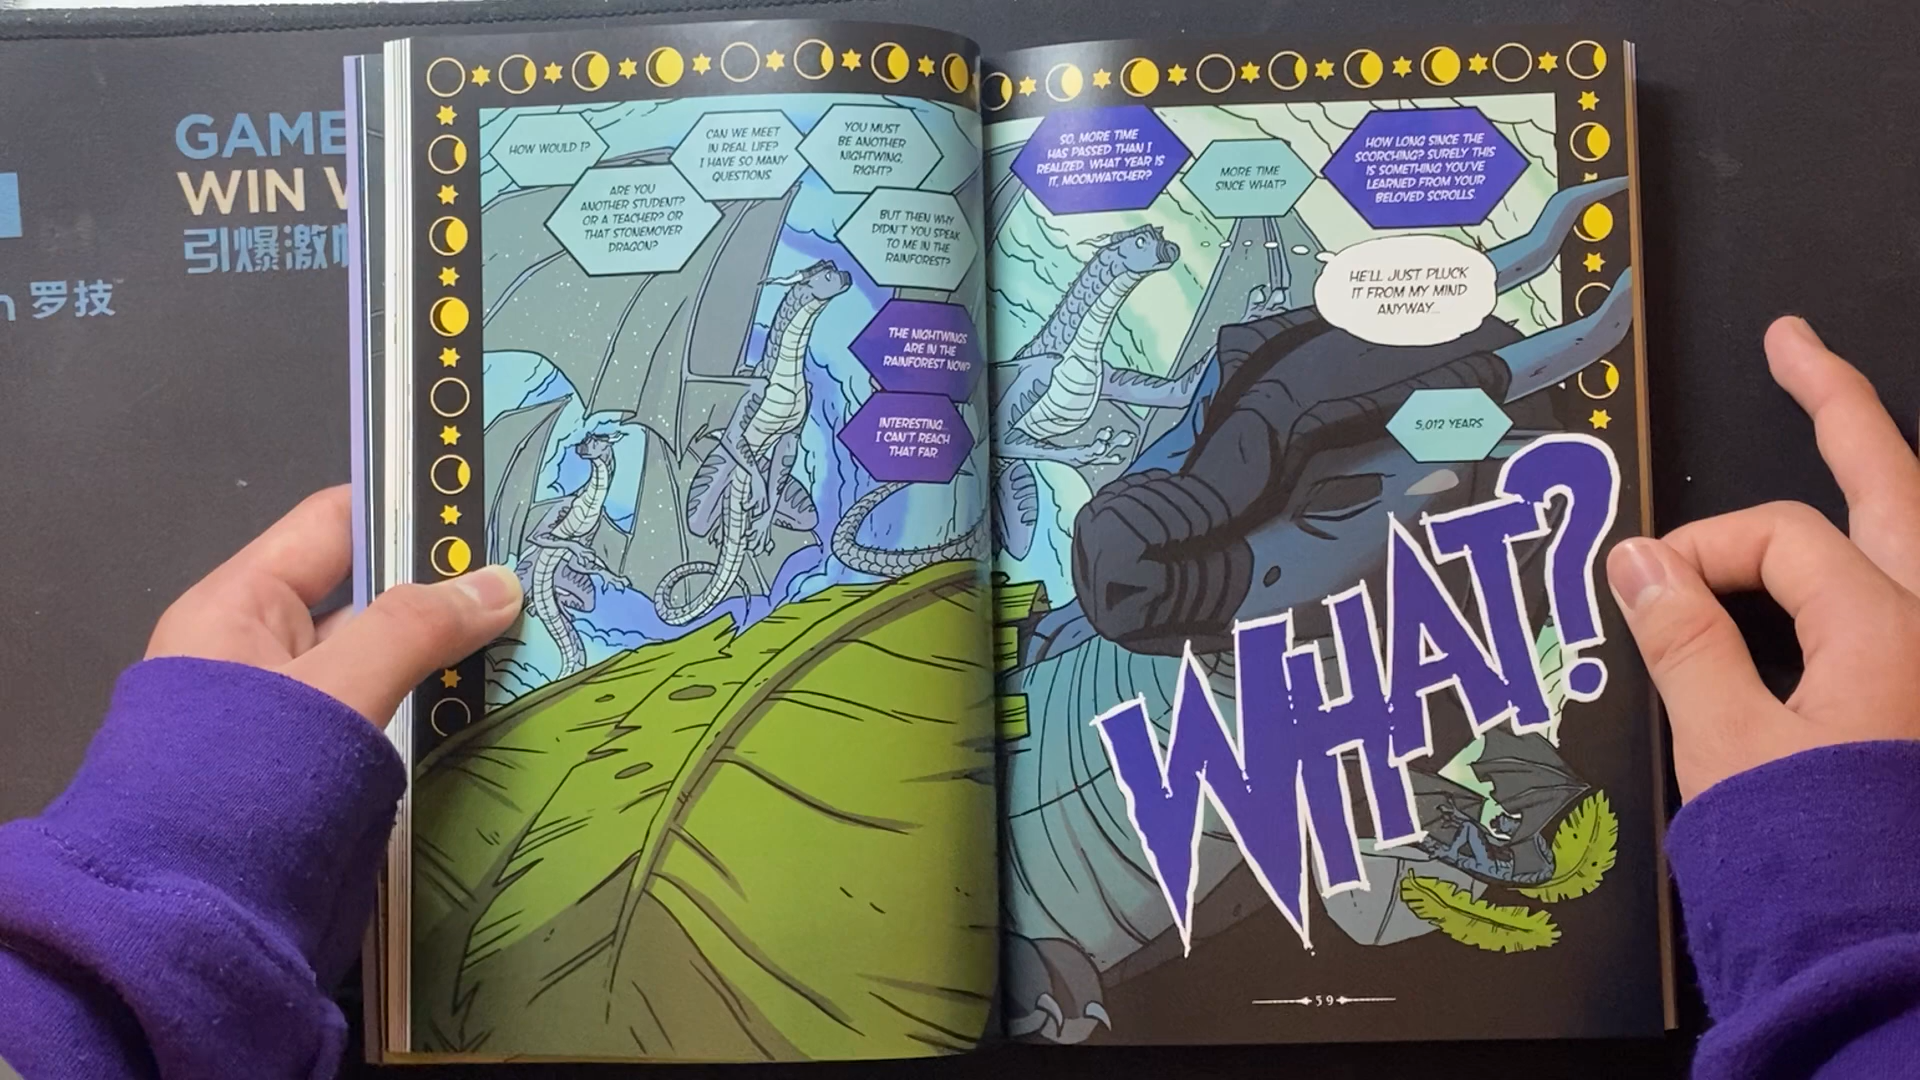 GAME
WIN
引爆激
n 罗技
HOW WOULD I?
ARE YOU
ANOTHER STUDENT?
OR A TEACHER? OR
THAT STONEMOVER
DRAGON?
CAN WE MEET
IN REAL LIFE?
I HAVE SO MANY
QUESTIONS
YOU MUST
BE ANOTHER
NIGHTWING,
RIGHT?
BUT THEN WHY
DIDN'T YOU SPEAK
TO ME IN THE
RAINFOREST?
THE NIGHTWINGS
ARE IN THE
RAINFOREST NOW?
INTERESTING...
I CAN'T REACH
THAT FAR.
SO, MORE TIME
HAS PASSED THAN I
REALIZED. WHAT YEAR IS
IT, MOONWATCHER?
MORE TIME
SINCE WHAT?
HOW LONG SINCE THE
SCORCHING? SURELY THIS
IS SOMETHING YOU'VE
LEARNED FROM YOUR
BELOVED SCROLLS.
HE'LL JUST PLUCK
IT FROM MY MIND
ANYWAY...
5,012 YEARS
WHAT?
59